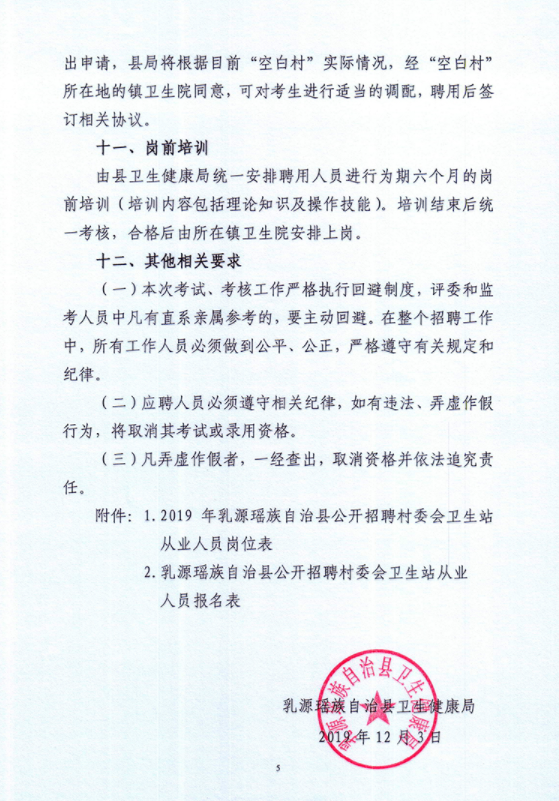 出申请，县局将根据目前“空白村”实际情况，经“空白村”
所在地的镇卫生院同意，可对考生进行适当的调配，聘用后签
订相关协议。
十一、岗前培训
由县卫生健康局统一安排聘用人员进行为期六个月的岗
前培训（培训内容包括理论知识及操作技能）。培训结束后统
一考核，合格后由所在镇卫生院安排上岗。
十二、其他相关要求
（一）本次考试、考核工作严格执行回避制度，评委和监
考人员中凡有直系亲属参考的，要主动回避。在整个招聘工作
中，所有工作人员必须做到公平、公正，严格遵守有关规定和
纪律。
（二）应聘人员必须遵守相关纪律，如有违法、弄虚作假
行为，将取消其考试或录用资格。
（三）凡弄虚作假者，一经查出，取消资格并依法追究责
任。
附件：1.2019 年乳源瑶族自治县公开招聘村委会卫生站
从业人员岗位表
2.乳源瑶族自治县公开招聘村委会卫生站从业
人员报名表
乳源瑶族自治县卫生健康局
乳源瑶族自治县卫生健康局
2019 年 12 月 3 日
5